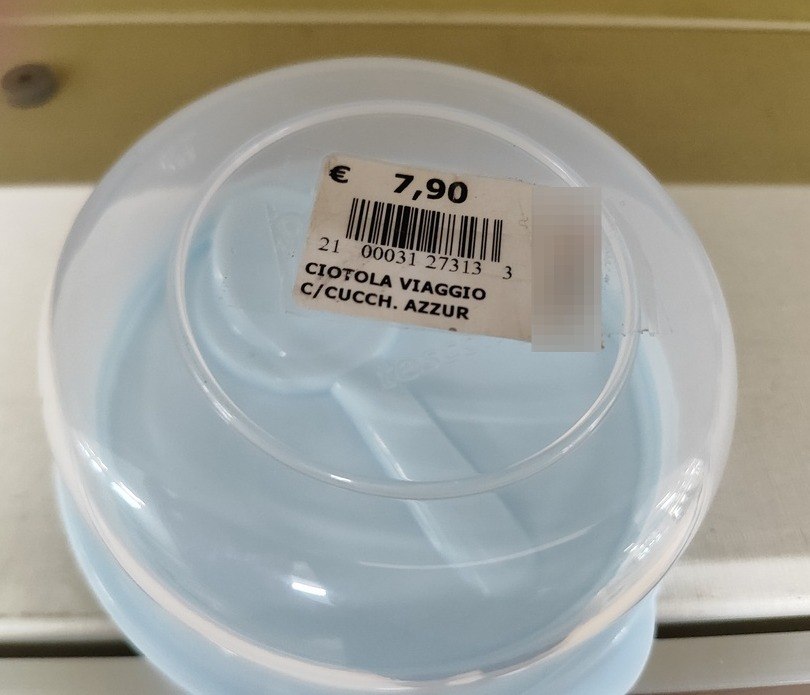 € 7,90
21 00031 27313 3
CIOTOLA VIAGGIO
C/CUCCH. AZZUR